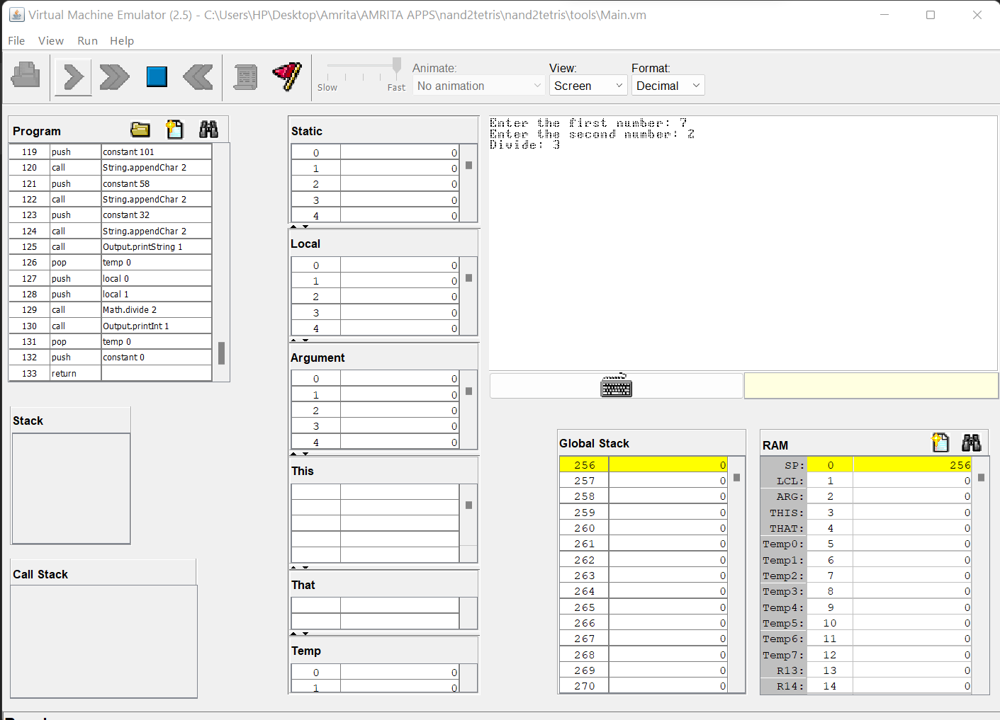 Virtual Machine Emulator (2.5) - C:\Users\HP\Desktop\Amrita\AMRITA APPS\nand2tetris\nand2tetris\tools\Main.vm
File View Run Help
Slow Fast
Animate:
No animation
View:
Screen
Format:
Decimal
Program
119 push constant 101
120 call String.appendChar 2
121 push constant 58
122 call String.appendChar 2
123 push constant 32
124 call String.appendChar 2
125 call Output.printString 1
126 pop temp 0
127 push local 0
128 push local 1
129 call Math.divide 2
130 call Output.printInt 1
131 pop temp 0
132 push constant 0
133 return
Stack
Call Stack
Static
0 0
1 0
2 0
3 0
4 0
Local
0 0
1 0
2 0
3 0
4 0
Argument
0 0
1 0
2 0
3 0
4 0
This
That
Temp
0 0
1 0
Enter the first number: 7
Enter the second number: 2
Divide: 3
Global Stack
256 0
257 0
258 0
259 0
260 0
261 0
262 0
263 0
264 0
265 0
266 0
267 0
268 0
269 0
270 0
RAM
SP: 0 256
LCL: 1 0
ARG: 2 0
THIS: 3 0
THAT: 4 0
Temp0: 5 0
Temp1: 6 0
Temp2: 7 0
Temp3: 8 0
Temp4: 9 0
Temp5: 10 0
Temp6: 11 0
Temp7: 12 0
R13: 13 0
R14: 14 0